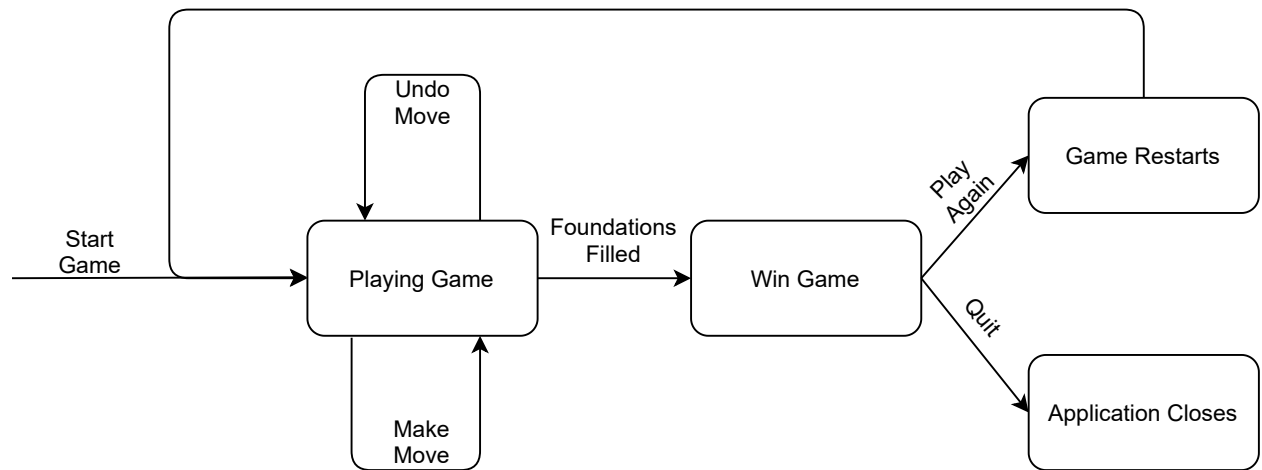 Undo
Move
Game Restarts
Play
Again
Start
Game
Foundations
Filled
Playing Game
Win Game
Quit
Application Closes
Make
Move